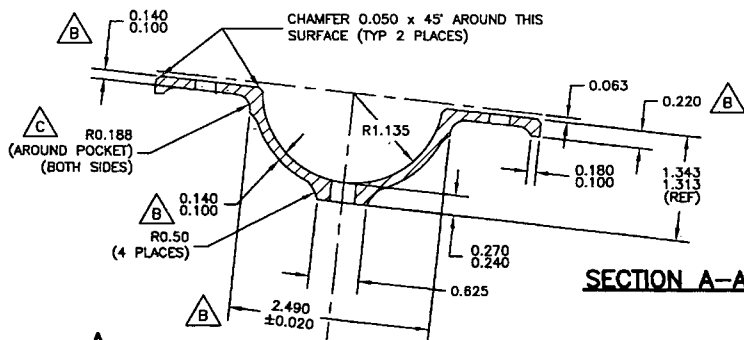 0.140
0.100
B
CHAMFER 0.050 x 45° AROUND THIS
SURFACE (TYP 2 PLACES)
0.063
0.220
B
C
R0.188
(AROUND POCKET)
(BOTH SIDES)
R1.135
0.180
0.100
1.343
1.313
(REF)
B
0.140
0.100
R0.50
(4 PLACES)
0.270
0.240
0.625
SECTION A-A
B
2.490
±0.020
A